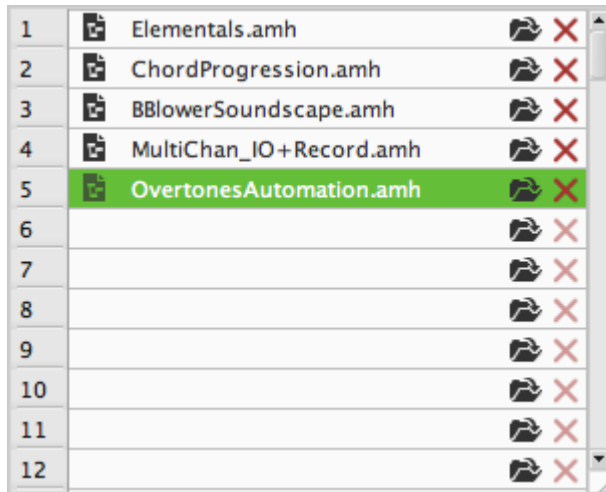 1 Elementals.amh
2 ChordProgression.amh
3 BBlowerSoundscape.amh
4 MultiChan_IO+Record.amh
5 OvertonesAutomation.amh
6
7
8
9
10
11
12